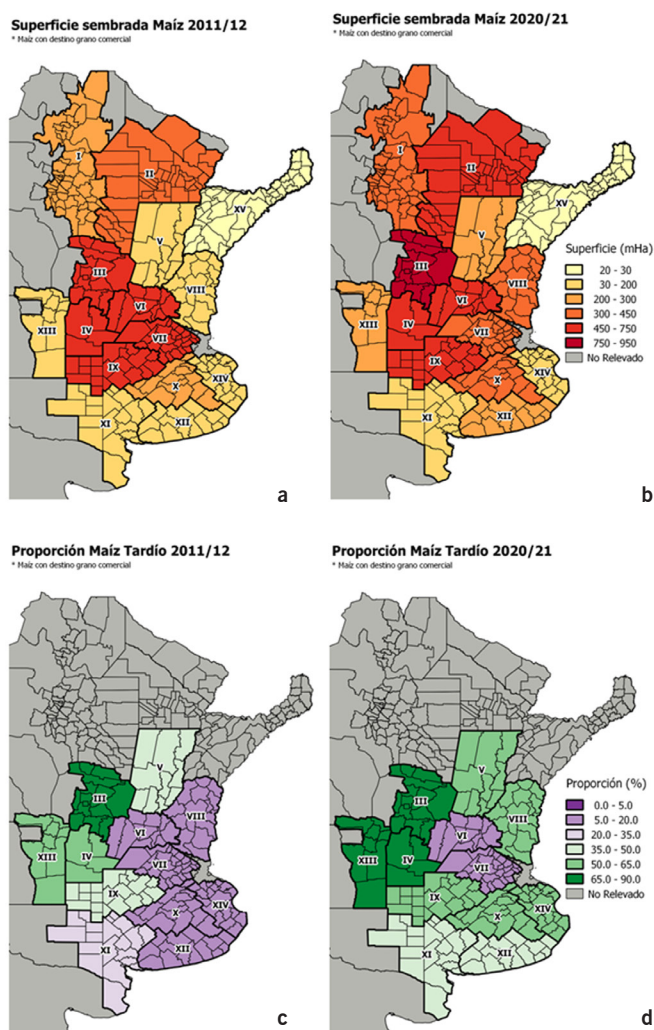 Superficie sembrada Maíz 2011/12
* Maíz con destino grano comercial
I
II
XV
V
III
VIII
VI
XIII
IV
VII
IX
X
XIV
XI
XII
a
Superficie sembrada Maíz 2020/21
* Maíz con destino grano comercial
I
II
XV
V
III
VIII
VI
XIII
IV
VII
IX
X
XIV
XI
XII
Superficie (mHa)
20 - 30
30 - 200
200 - 300
300 - 450
450 - 750
750 - 950
No Relevado
b
Proporción Maíz Tardío 2011/12
* Maíz con destino grano comercial
V
III
VIII
VI
XIII
IV
VII
IX
X
XIV
XI
XII
c
Proporción Maíz Tardío 2020/21
* Maíz con destino grano comercial
V
III
VIII
VI
XIII
IV
VII
IX
X
XIV
XI
XII
Proporción (%)
0.0 - 5.0
5.0 - 20.0
20.0 - 35.0
35.0 - 50.0
50.0 - 65.0
65.0 - 90.0
No Relevado
d